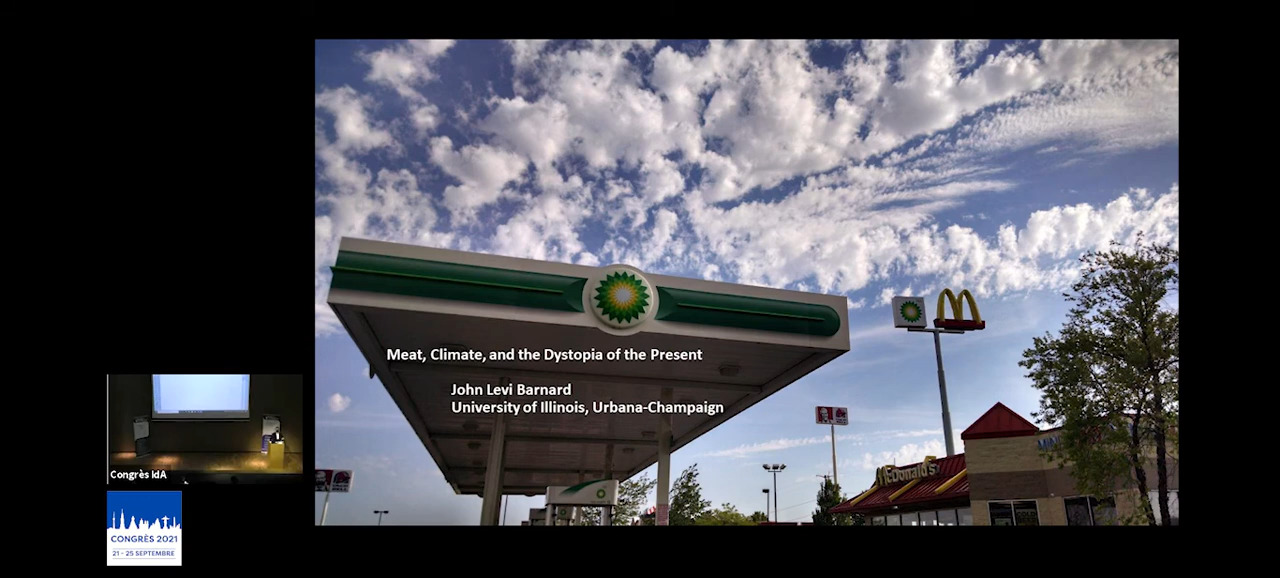 Meat, Climate, and the Dystopia of the Present
John Levi Barnard
University of Illinois, Urbana-Champaign
McDonald's
Congrès IdA
CONGRÈS 2021
21 - 25 SEPTEMBRE